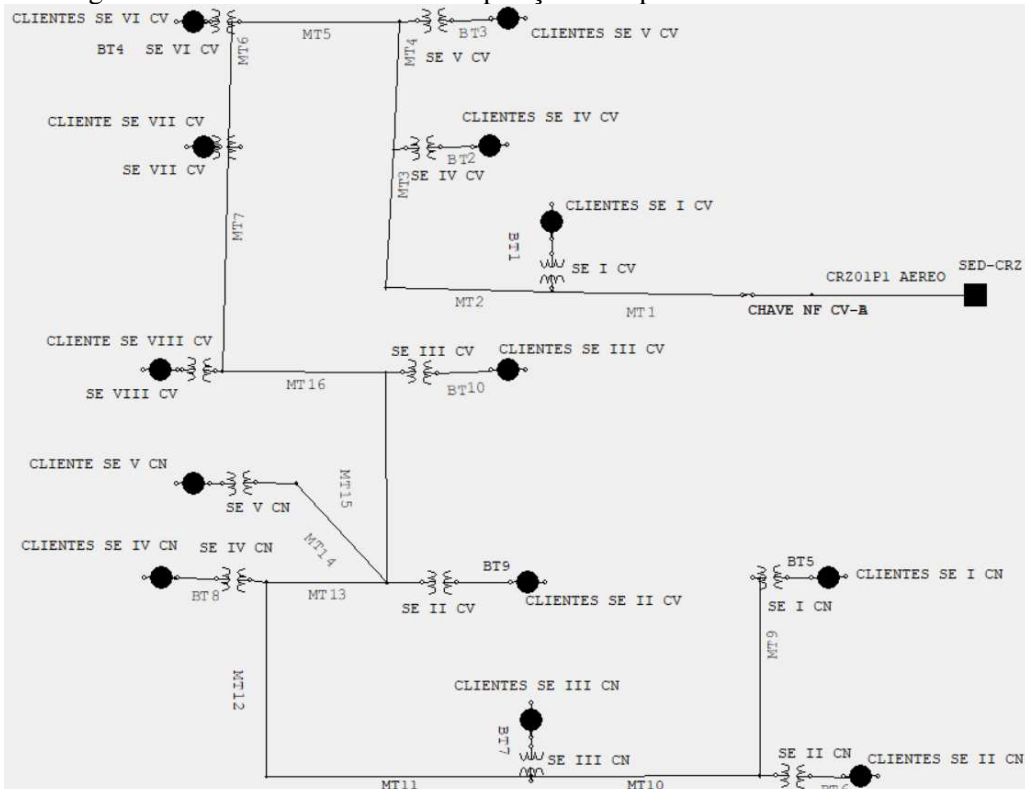 CLIENTES SE VI CV
MT5
BT3
CLIENTES SE V CV
BT4
SE VI CV
MT6
MT4
SE V CV
CLIENTE SE VII CV
CLIENTES SE IV CV
BT2
SE VII CV
SE IV CV
MT3
CLIENTES SE I CV
MT7
BT1
SE I CV
CRZ01P1 AEREO
SED-CRZ
MT2
MT1
CHAVE NF CV-A
CLIENTE SE VIII CV
SE III CV
CLIENTES SE III CV
MT16
BT10
SE VIII CV
CLIENTE SE V CN
MT15
SE V CN
MT14
CLIENTES SE IV CN
SE IV CN
BT9
BT5
CLIENTES SE I CN
BT8
MT13
SE II CV
CLIENTES SE II CV
SE I CN
MT9
MT12
CLIENTES SE III CN
BT7
SE III CN
SE II CN
CLIENTES SE II CN
MT11
MT10
BT6